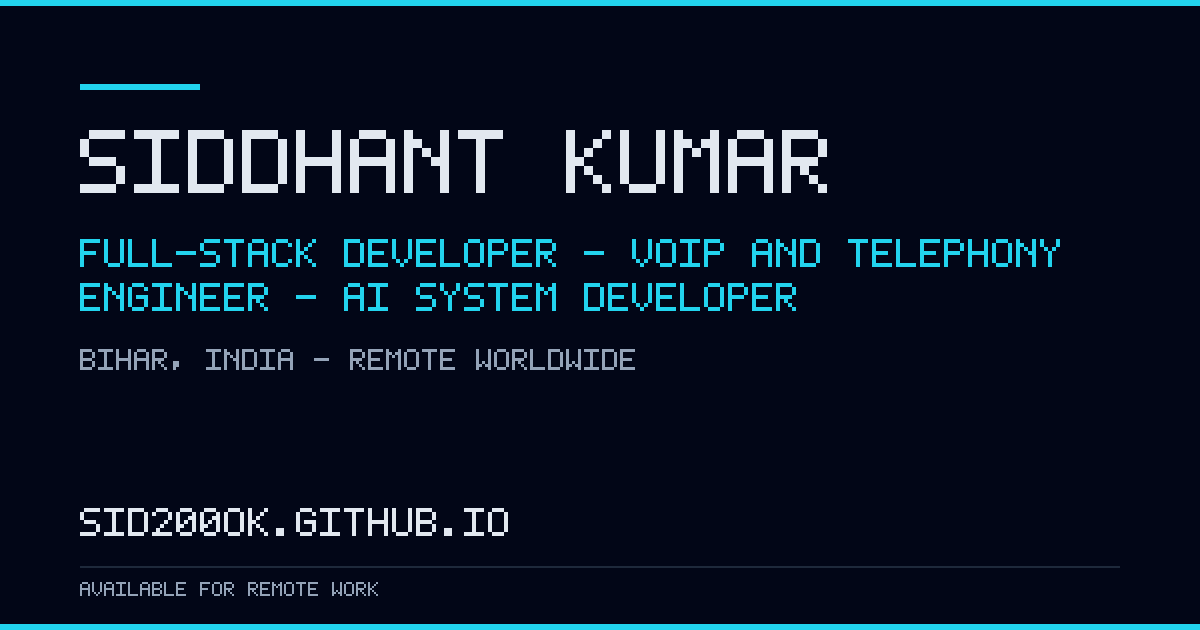 SIDDHANT KUMAR
FULL-STACK DEVELOPER - VOIP AND TELEPHONY
ENGINEER - AI SYSTEM DEVELOPER
BIHAR, INDIA - REMOTE WORLDWIDE
SID200OK.GITHUB.IO
AVAILABLE FOR REMOTE WORK